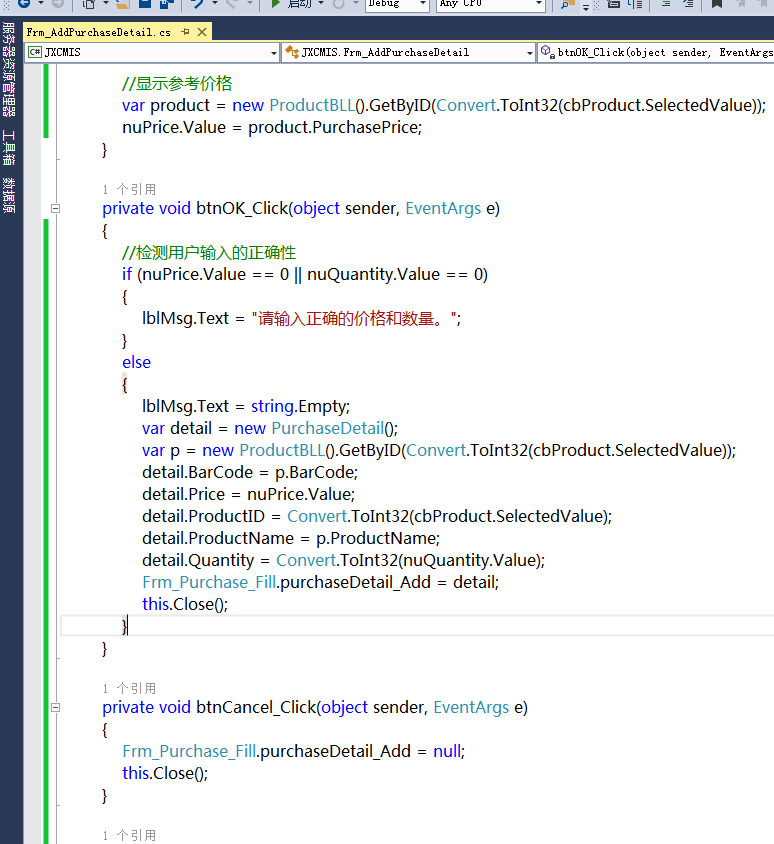 启动
Debug
Any CPU
服务器资源管理器
工具箱
数据源
Frm_AddPurchaseDetail.cs
C# JXCMIS
JXCMIS.Frm_AddPurchaseDetail
btnOK_Click(object sender, EventArgs
//显示参考价格
var product = new ProductBLL().GetByID(Convert.ToInt32(cbProduct.SelectedValue));
nuPrice.Value = product.PurchasePrice;
}
1 个引用
private void btnOK_Click(object sender, EventArgs e)
{
//检测用户输入的正确性
if (nuPrice.Value == 0 || nuQuantity.Value == 0)
{
lblMsg.Text = "请输入正确的价格和数量。";
}
else
{
lblMsg.Text = string.Empty;
var detail = new PurchaseDetail();
var p = new ProductBLL().GetByID(Convert.ToInt32(cbProduct.SelectedValue));
detail.BarCode = p.BarCode;
detail.Price = nuPrice.Value;
detail.ProductID = Convert.ToInt32(cbProduct.SelectedValue);
detail.ProductName = p.ProductName;
detail.Quantity = Convert.ToInt32(nuQuantity.Value);
Frm_Purchase_Fill.purchaseDetail_Add = detail;
this.Close();
}
}
1 个引用
private void btnCancel_Click(object sender, EventArgs e)
{
Frm_Purchase_Fill.purchaseDetail_Add = null;
this.Close();
}
1 个引用